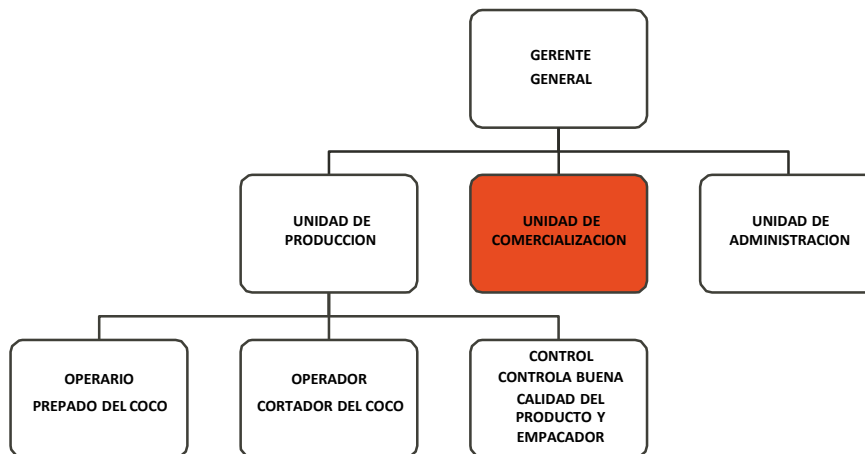 GERENTE
GENERAL
UNIDAD DE
PRODUCCION
UNIDAD DE
COMERCIALIZACION
UNIDAD DE
ADMINISTRACION
OPERARIO
PREPADO DEL COCO
OPERADOR
CORTADOR DEL COCO
CONTROL
CONTROLA BUENA
CALIDAD DEL
PRODUCTO Y
EMPACADOR